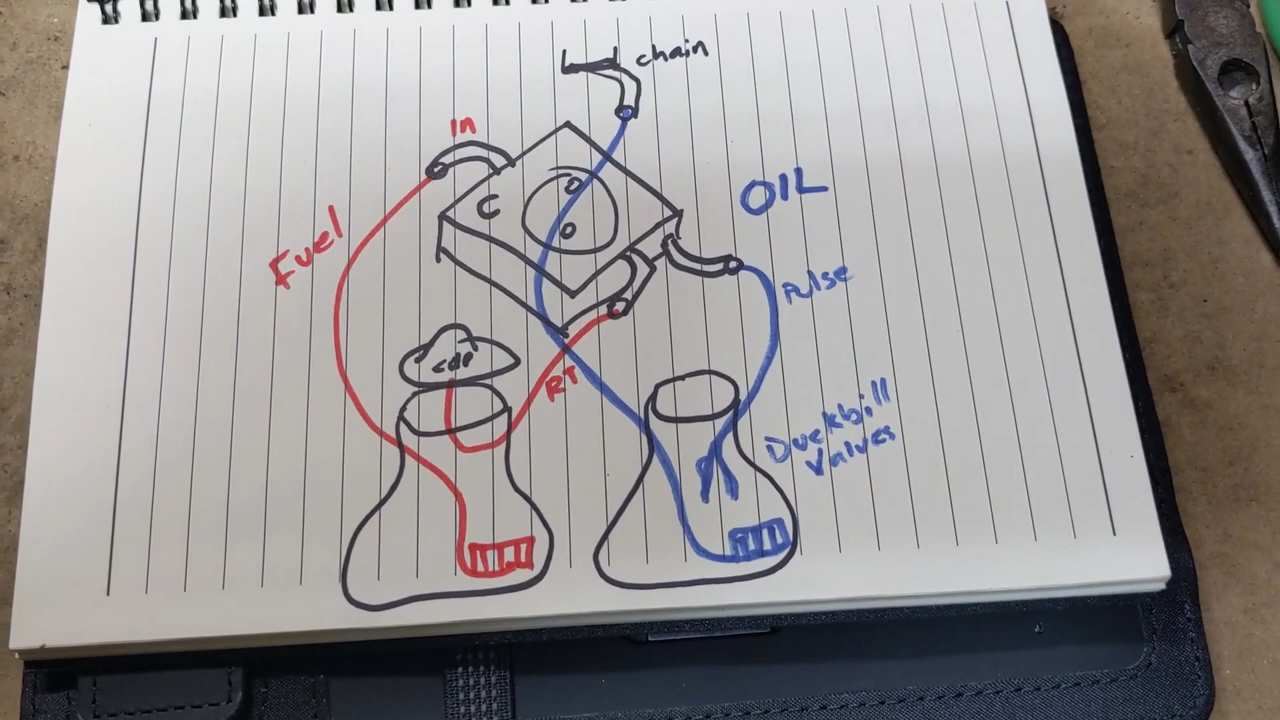 chain
In
OIL
C
Fuel
Pulse
cap
RT
Duckbill
Valves